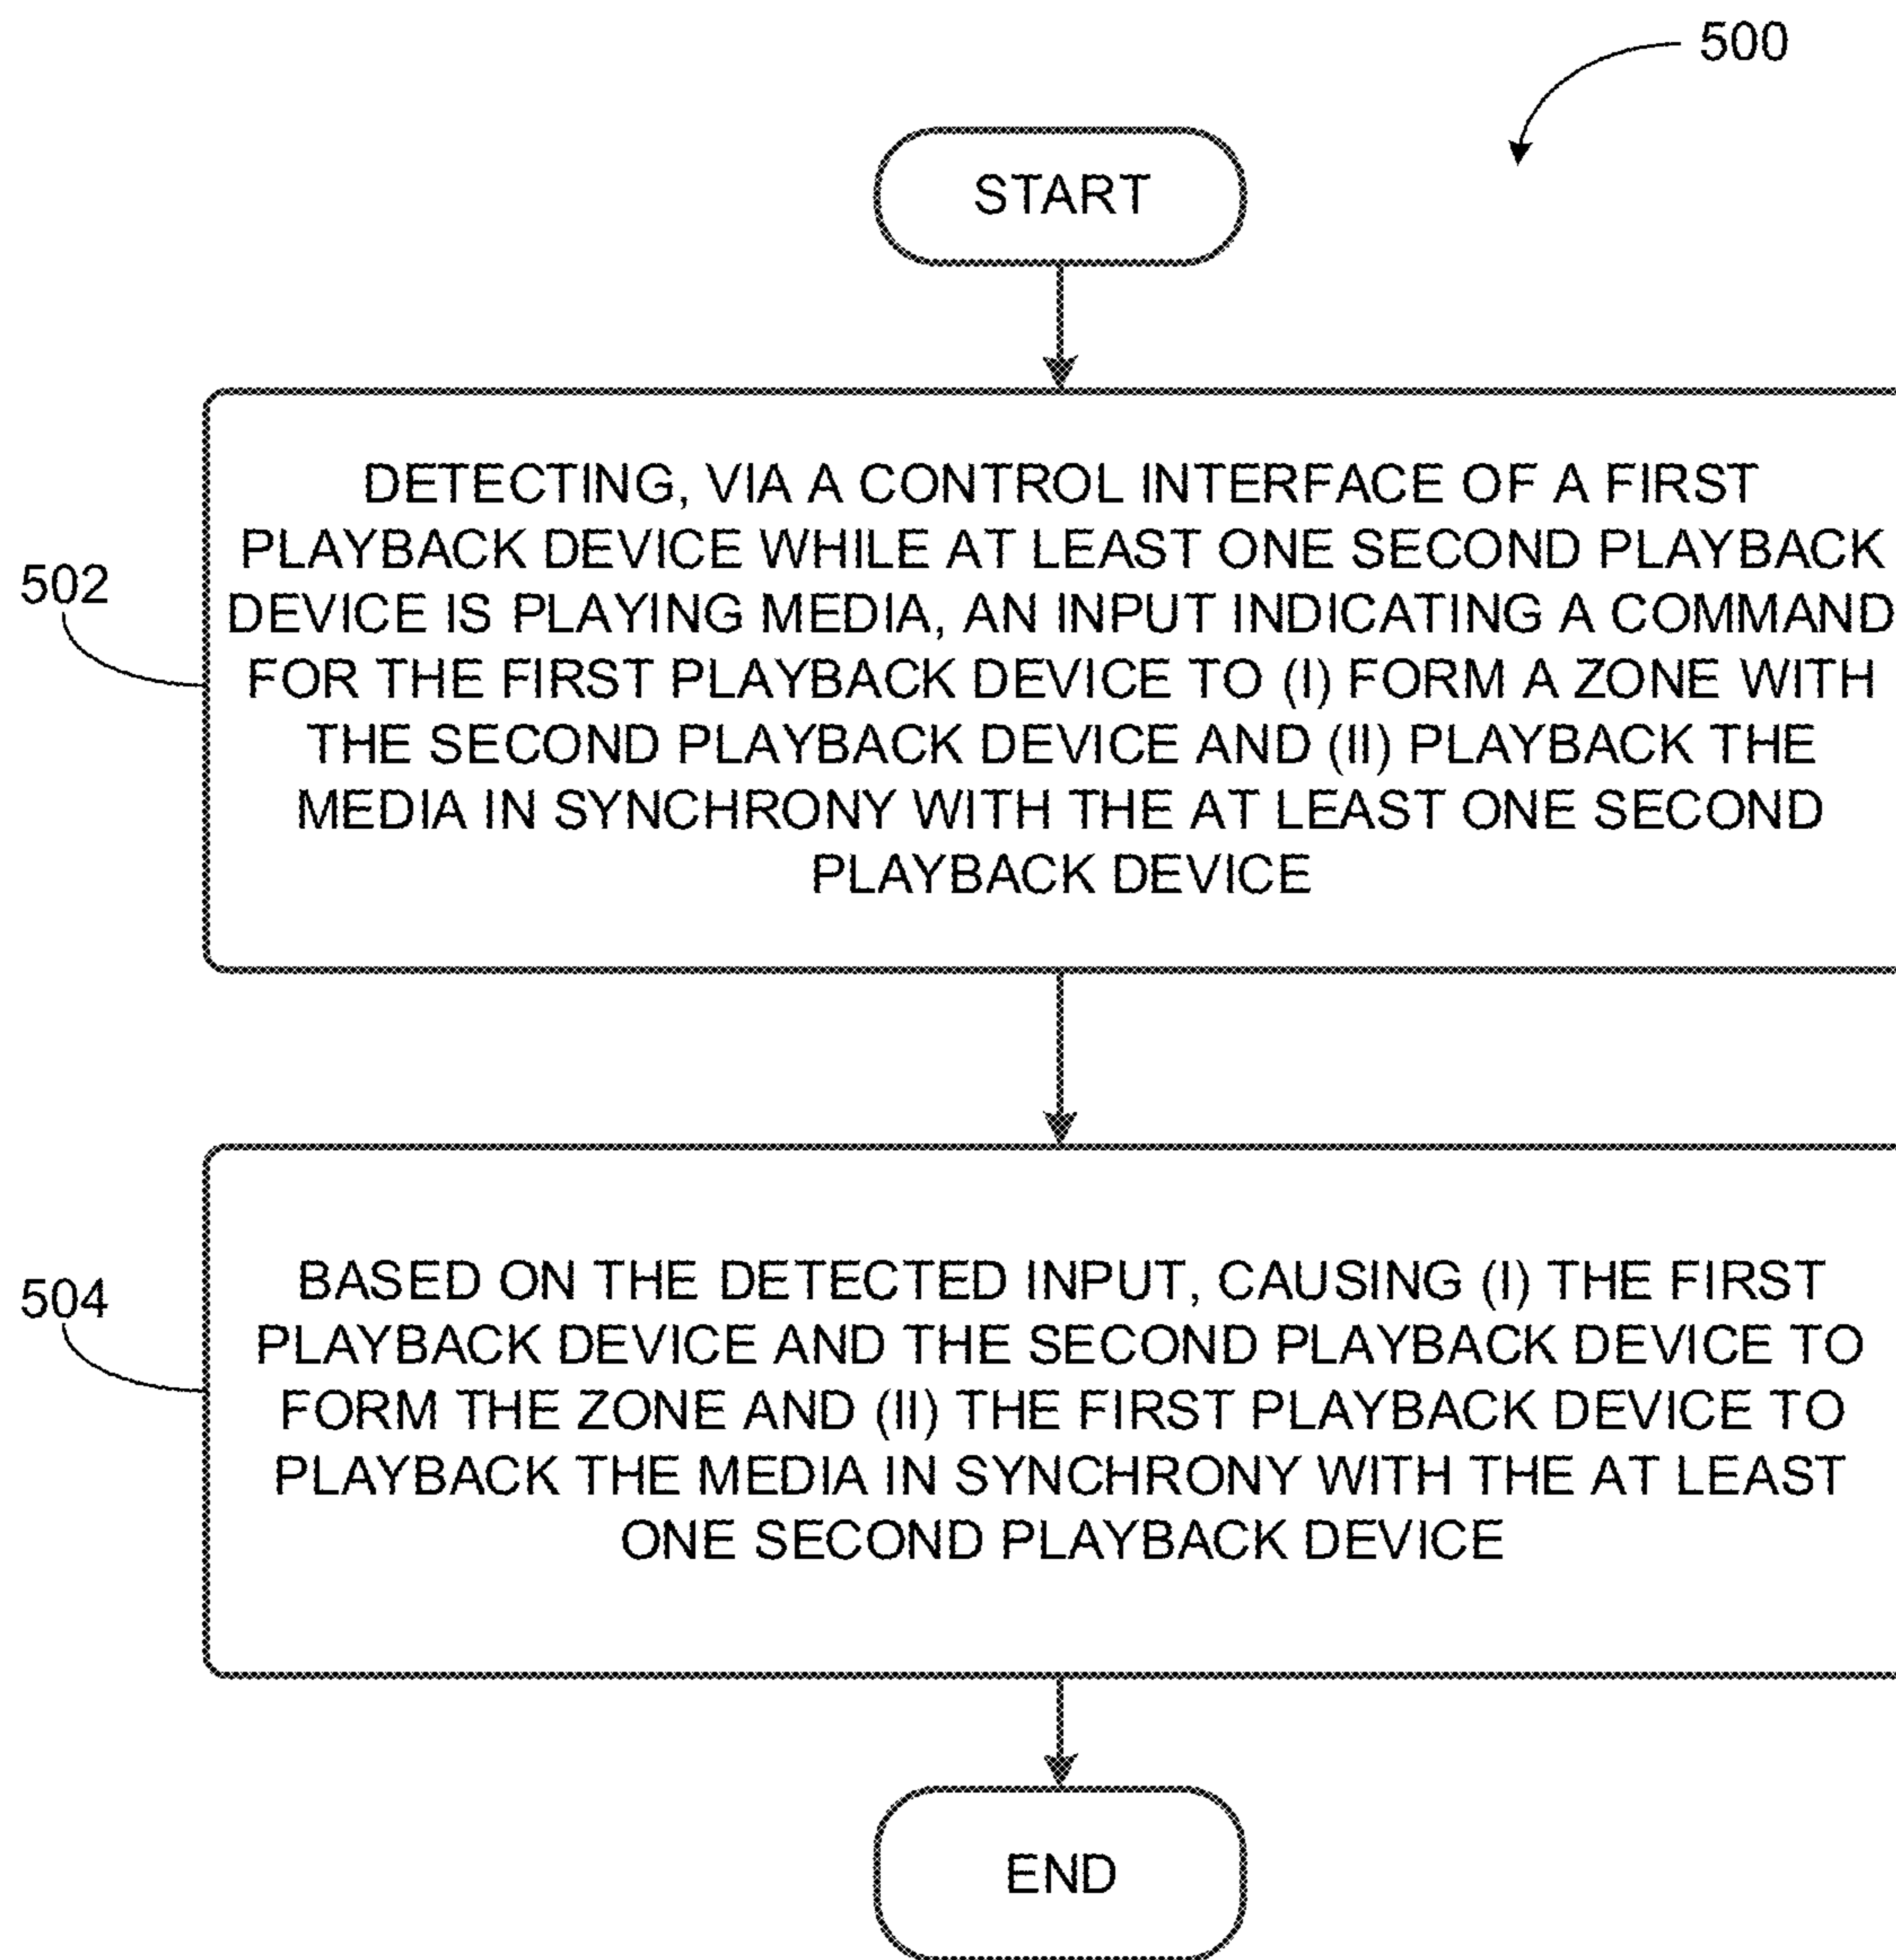 500
START
502
DETECTING, VIA A CONTROL INTERFACE OF A FIRST
PLAYBACK DEVICE WHILE AT LEAST ONE SECOND PLAYBACK
DEVICE IS PLAYING MEDIA, AN INPUT INDICATING A COMMAND
FOR THE FIRST PLAYBACK DEVICE TO (I) FORM A ZONE WITH
THE SECOND PLAYBACK DEVICE AND (II) PLAYBACK THE
MEDIA IN SYNCHRONY WITH THE AT LEAST ONE SECOND
PLAYBACK DEVICE
504
BASED ON THE DETECTED INPUT, CAUSING (I) THE FIRST
PLAYBACK DEVICE AND THE SECOND PLAYBACK DEVICE TO
FORM THE ZONE AND (II) THE FIRST PLAYBACK DEVICE TO
PLAYBACK THE MEDIA IN SYNCHRONY WITH THE AT LEAST
ONE SECOND PLAYBACK DEVICE
END